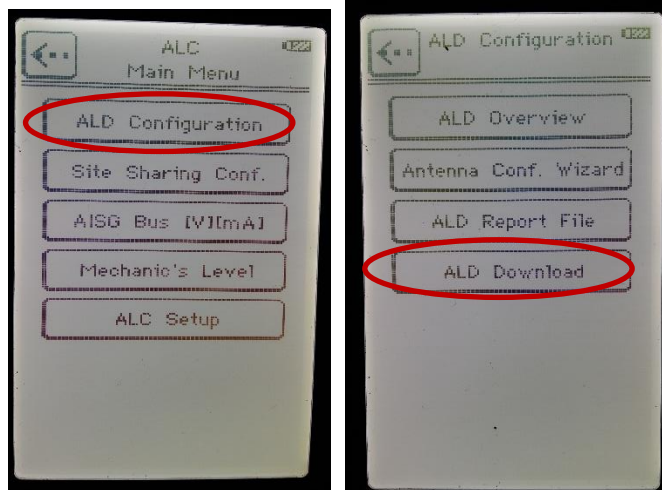 ALC
Main Menu
ALD Configuration
Site Sharing Conf.
AISG Bus [V][mA]
Mechanic's Level
ALC Setup
ALD Configuration
ALD Overview
Antenna Conf. Wizard
ALD Report File
ALD Download